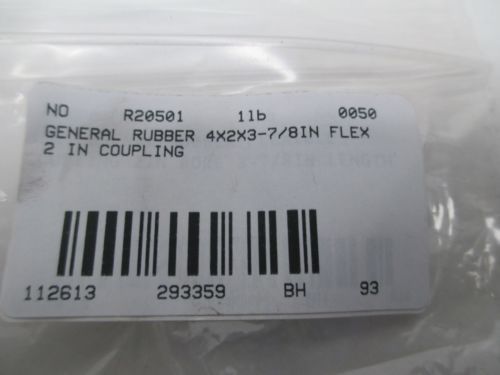 NO R20501 1lb 0050
GENERAL RUBBER 4X2X3-7/8IN FLEX
2 IN COUPLING
112613 293359 BH 93